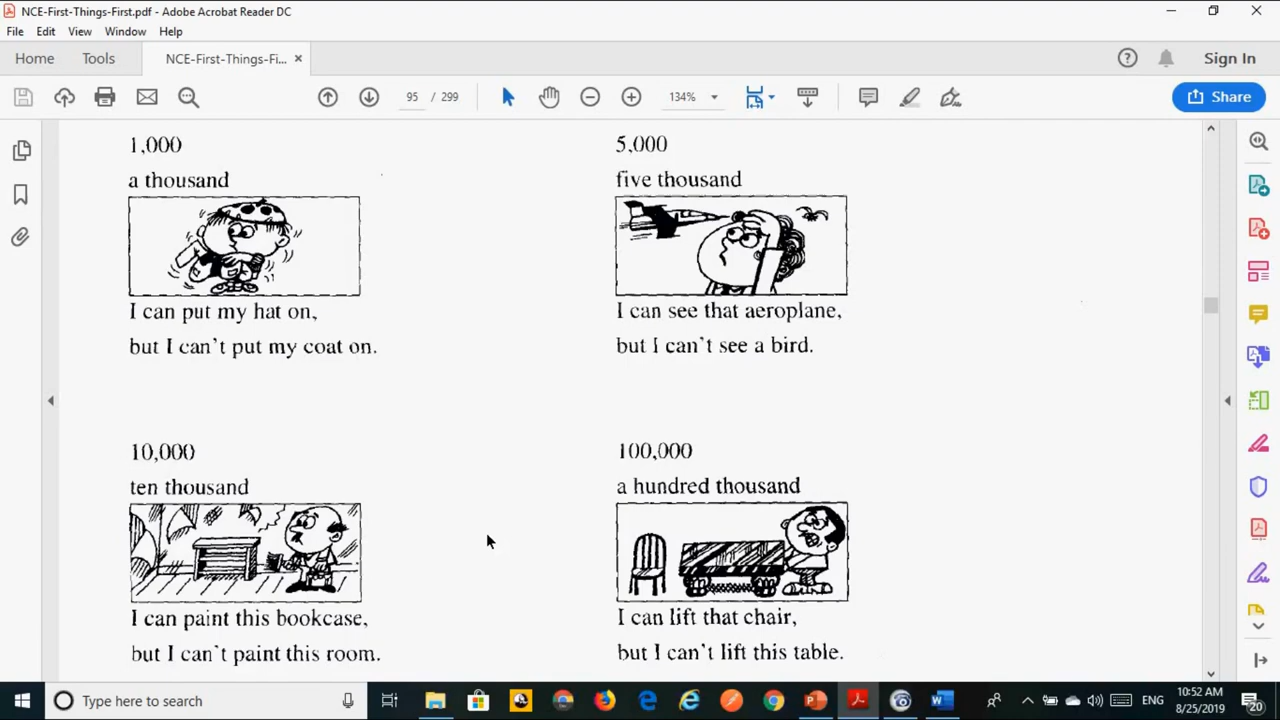 NCE-First-Things-First.pdf - Adobe Acrobat Reader DC
File Edit View Window Help
Home Tools NCE-First-Things-Fi... ×
Sign In
95 / 299
134%
Share
1,000
a thousand
I can put my hat on,
but I can't put my coat on.
5,000
five thousand
I can see that aeroplane,
but I can't see a bird.
10,000
ten thousand
I can paint this bookcase,
but I can't paint this room.
100,000
a hundred thousand
I can lift that chair,
but I can't lift this table.
Type here to search
ENG
10:52 AM
8/25/2019
20